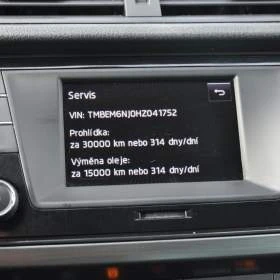 Servis
VIN: TMBEM6NJ0HZ041752
Prohlídka:
za 30000 km nebo 314 dny/dní
Výměna oleje:
za 15000 km nebo 314 dny/dní